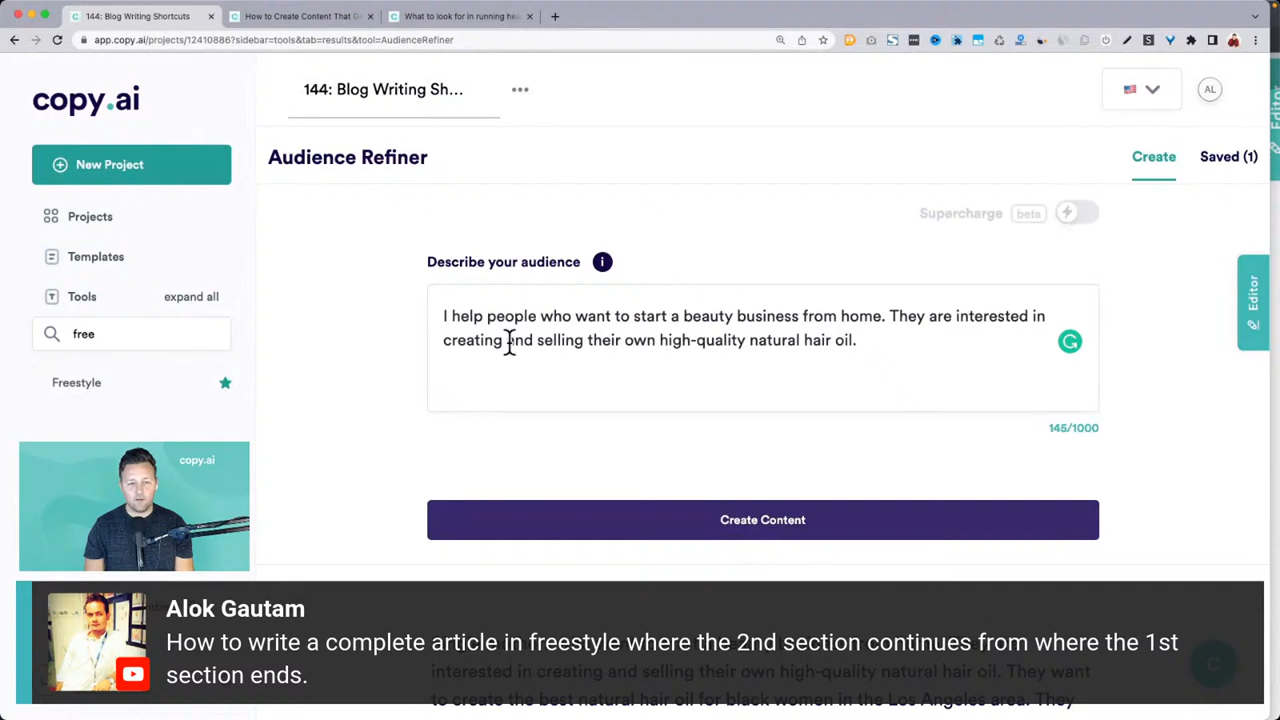 144: Blog Writing Shortcuts
How to Create Content That G
What to look for in running hea
app.copy.ai/projects/12410886?sidebar=tools&tab=results&tool=AudienceRefiner
copy.ai
144: Blog Writing Sh...
AL
New Project
Audience Refiner
Create
Saved (1)
Projects
Supercharge beta
Templates
Describe your audience
Tools
expand all
free
I help people who want to start a beauty business from home. They are interested in
creating and selling their own high-quality natural hair oil.
Editor
Freestyle
145/1000
copy.ai
Create Content
Alok Gautam
How to write a complete article in freestyle where the 2nd section continues from where the 1st
section ends.
interested in creating and selling their own high-quality natural hair oil. They want
to create the best natural hair oil for black women in the Los Angeles area. They